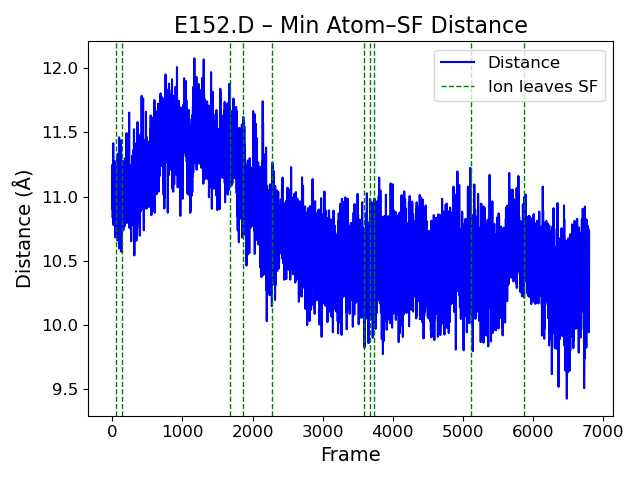 E152.D – Min Atom–SF Distance
Distance
Ion leaves SF
Distance (Å)
12.0
11.5
11.0
10.5
10.0
9.5
0 1000 2000 3000 4000 5000 6000 7000
Frame